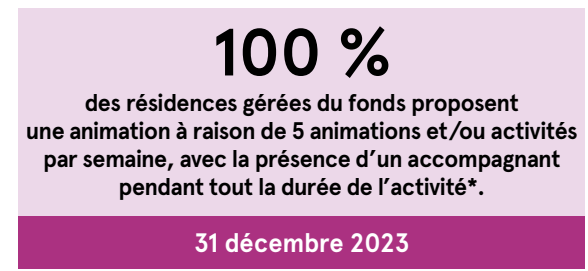 100 %
des résidences gérées du fonds proposent
une animation à raison de 5 animations et/ou activités
par semaine, avec la présence d’un accompagnant
pendant tout la durée de l’activité*.
31 décembre 2023